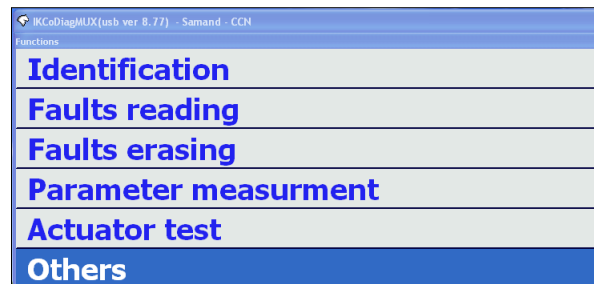 IKCoDiagMUX(usb ver 8.77) - Samand - CCN
Functions
Identification
Faults reading
Faults erasing
Parameter measurment
Actuator test
Others